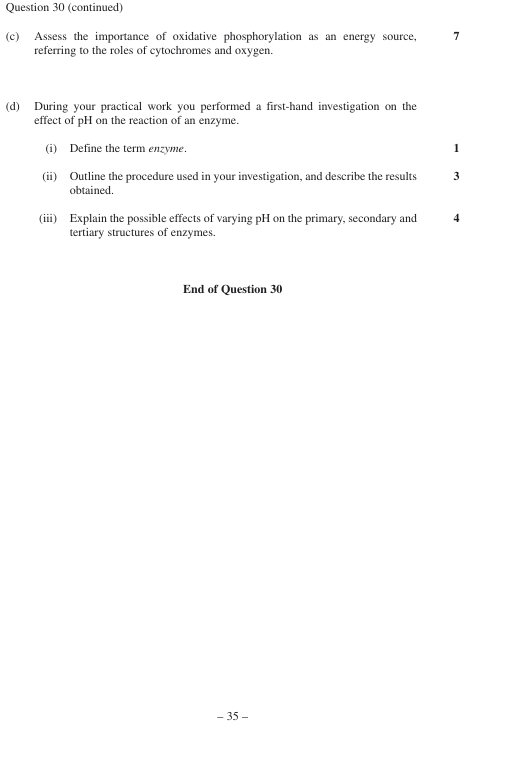 Question 30 (continued)
(c) Assess the importance of oxidative phosphorylation as an energy source, 7
referring to the roles of cytochromes and oxygen.
(d) During your practical work you performed a first-hand investigation on the
effect of pH on the reaction of an enzyme.
(i) Define the term enzyme. 1
(ii) Outline the procedure used in your investigation, and describe the results 3
obtained.
(iii) Explain the possible effects of varying pH on the primary, secondary and 4
tertiary structures of enzymes.
End of Question 30
– 35 –